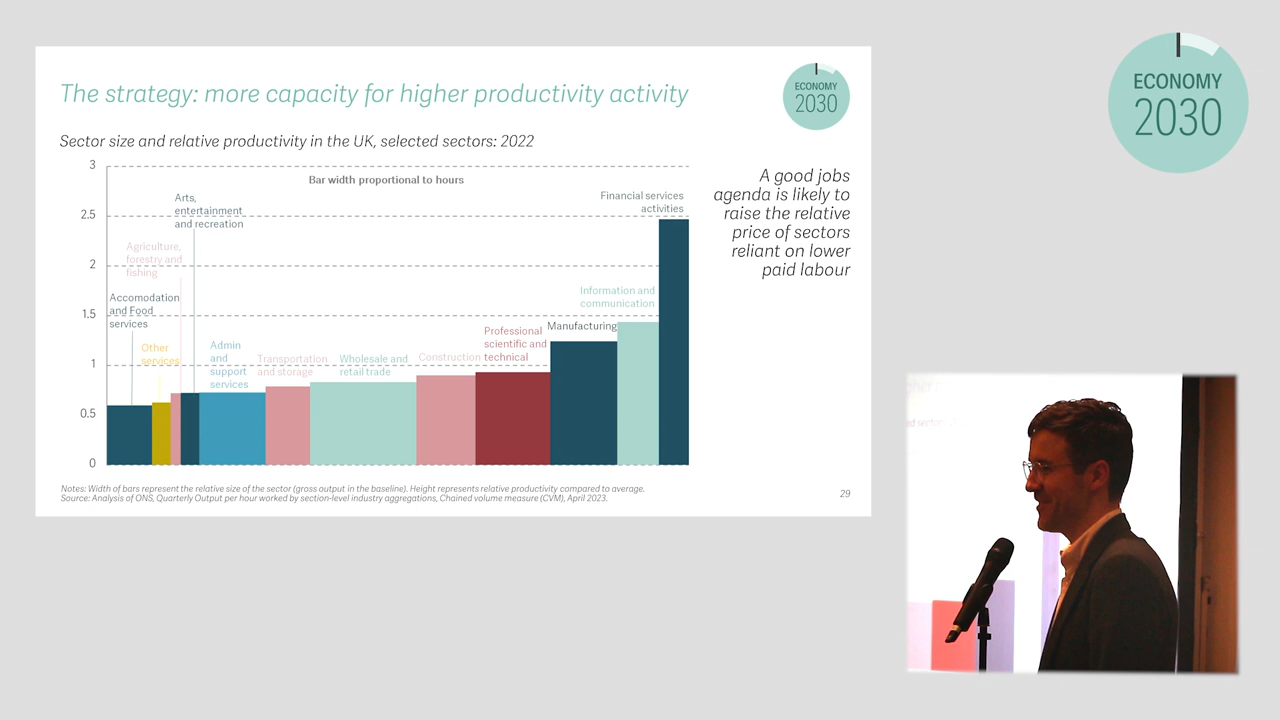 The strategy: more capacity for higher productivity activity
ECONOMY
2030
ECONOMY
2030
Sector size and relative productivity in the UK, selected sectors: 2022
3
2.5
2
1.5
1
0.5
0
Bar width proportional to hours
Arts,
entertainment
and recreation
Agriculture,
forestry and
fishing
Accomodation
and Food
services
Other
services
Admin
and
support
services
Transportation
and storage
Wholesale and
retail trade
Construction
Professional
scientific and
technical
Manufacturing
Information and
communication
Financial services
activities
A good jobs
agenda is likely to
raise the relative
price of sectors
reliant on lower
paid labour
Notes: Width of bars represent the relative size of the sector (gross output in the baseline). Height represents relative productivity compared to average.
Source: Analysis of ONS, Quarterly Output per hour worked by section-level industry aggregations, Chained volume measure (CVM), April 2023.
29